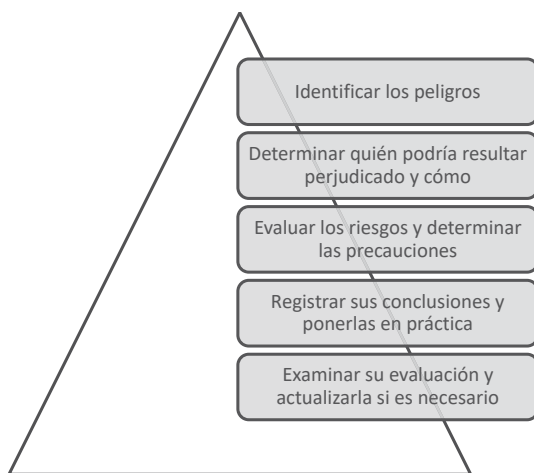 Identificar los peligros
Determinar quién podría resultar
perjudicado y cómo
Evaluar los riesgos y determinar
las precauciones
Registrar sus conclusiones y
ponerlas en práctica
Examinar su evaluación y
actualizarla si es necesario